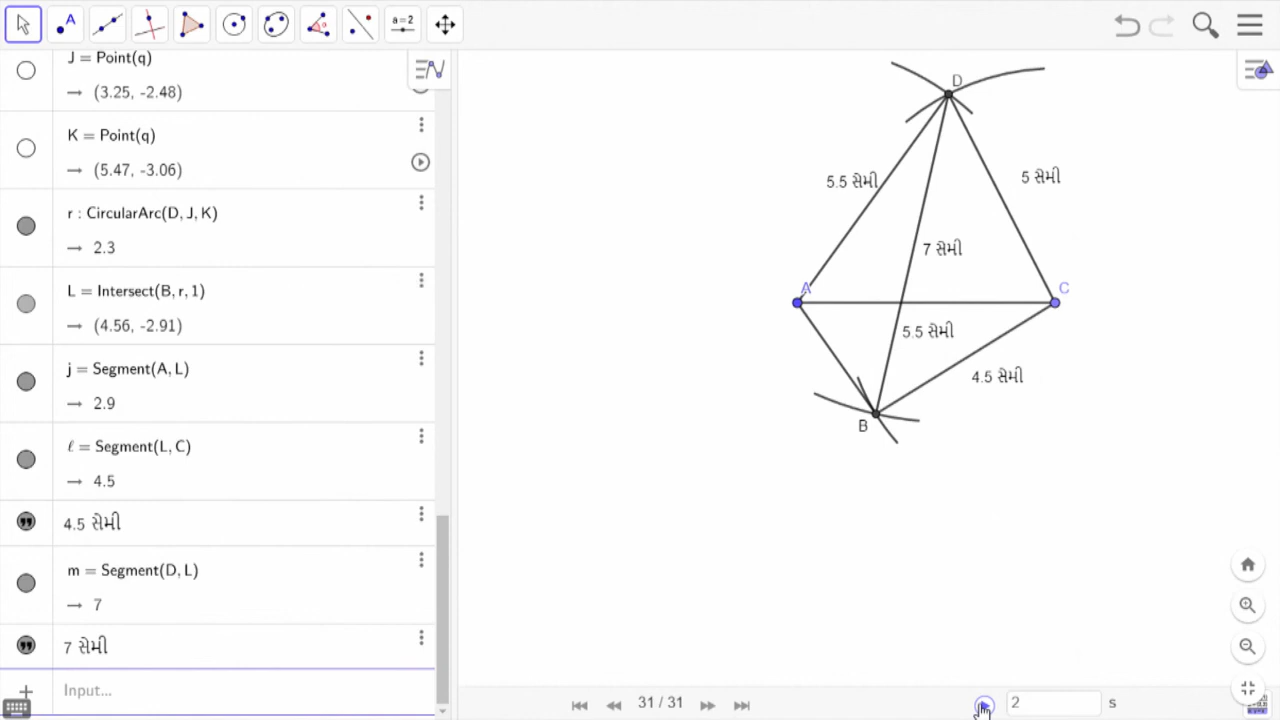 a=2
J = Point(q)
→ (3.25, -2.48)
K = Point(q)
→ (5.47, -3.06)
r : CircularArc(D, J, K)
→ 2.3
L = Intersect(B, r, 1)
→ (4.56, -2.91)
j = Segment(A, L)
→ 2.9
ℓ = Segment(L, C)
→ 4.5
4.5 સેમી
m = Segment(D, L)
→ 7
7 સેમી
Input...
D
5.5 સેમી
5 સેમી
7 સેમી
A
C
5.5 સેમી
4.5 સેમી
B
31 / 31
2 s